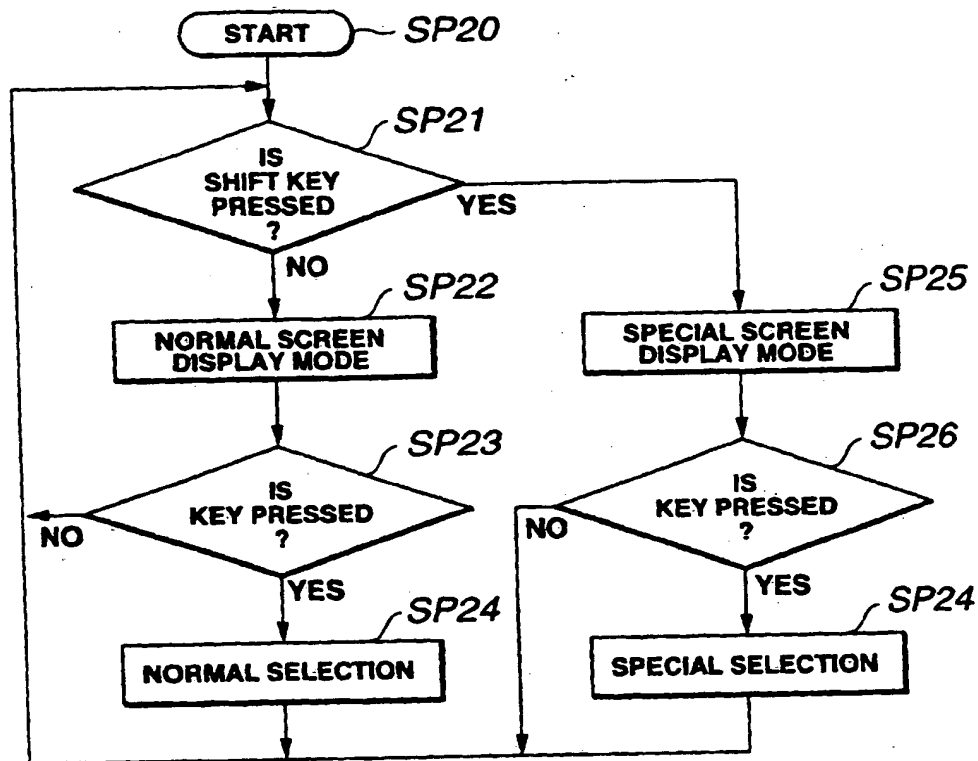 START
SP20
SP21
IS
SHIFT KEY
PRESSED
?
YES
NO
SP22
NORMAL SCREEN
DISPLAY MODE
SP25
SPECIAL SCREEN
DISPLAY MODE
SP23
IS
KEY PRESSED
?
NO
YES
SP26
IS
KEY PRESSED
?
NO
YES
SP24
NORMAL SELECTION
SP24
SPECIAL SELECTION